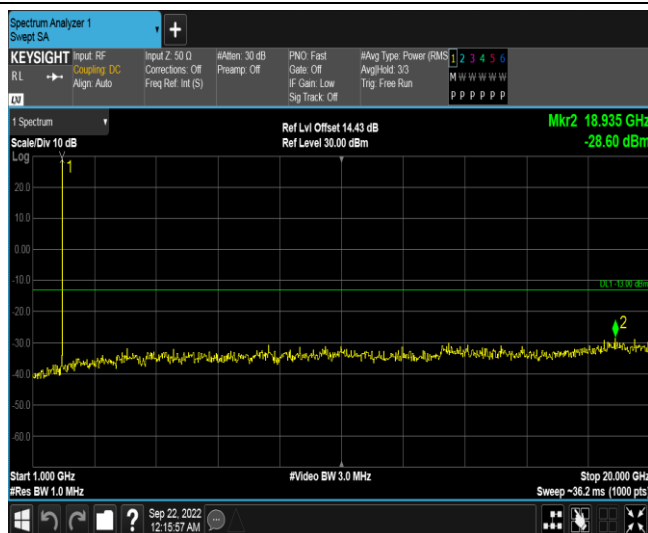 Spectrum Analyzer 1
Swept SA
KEYSIGHT
RL
Input: RF
Coupling: DC
Align: Auto
Input Z: 50 Ω
Corrections: Off
Freq Ref: Int (S)
#Atten: 30 dB
Preamp: Off
PNO: Fast
Gate: Off
IF Gain: Low
Sig Track: Off
#Avg Type: Power (RMS
Avg|Hold: 3/3
Trig: Free Run
1 2 3 4 5 6
M W W W W W
P P P P P P
LXI
1 Spectrum
Scale/Div 10 dB
Log
Ref Lvl Offset 14.43 dB
Ref Level 30.00 dBm
Mkr2 18.935 GHz
-28.60 dBm
1
20.0
10.0
0.00
-10.0
DL1 -13.00 dBm
2
-20.0
-30.0
-40.0
-50.0
-60.0
Start 1.000 GHz
#Res BW 1.0 MHz
#Video BW 3.0 MHz
Stop 20.000 GHz
Sweep ~36.2 ms (1000 pts)
?
Sep 22, 2022
12:15:57 AM